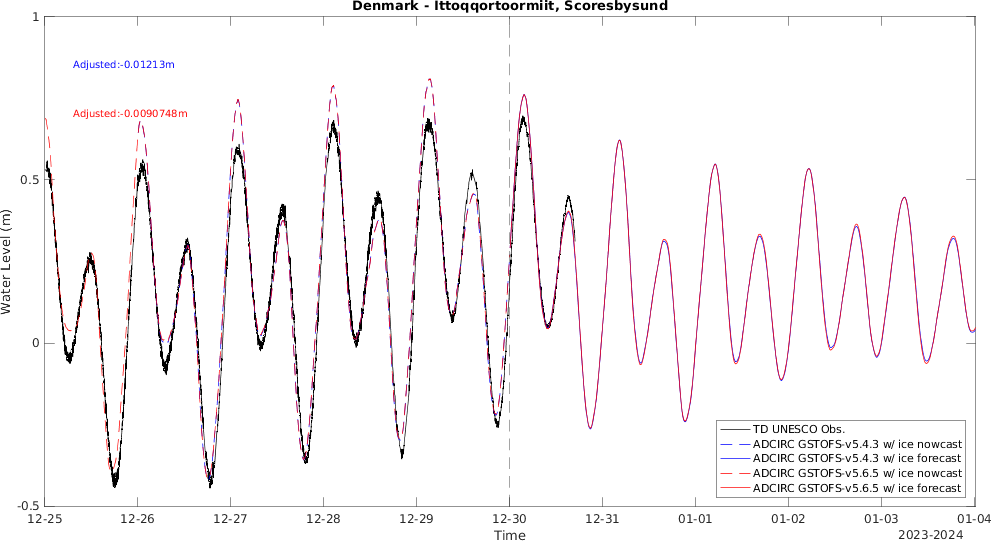 Denmark - Ittoqqortoormiit, Scoresbysund
1
Adjusted:-0.01213m
Adjusted:-0.0090748m
0.5
Water Level (m)
0
TD UNESCO Obs.
ADCIRC GSTOFS-v5.4.3 w/ ice nowcast
ADCIRC GSTOFS-v5.4.3 w/ ice forecast
ADCIRC GSTOFS-v5.6.5 w/ ice nowcast
ADCIRC GSTOFS-v5.6.5 w/ ice forecast
-0.5
12-25 12-26 12-27 12-28 12-29 12-30 12-31 01-01 01-02 01-03 01-04
Time
2023-2024